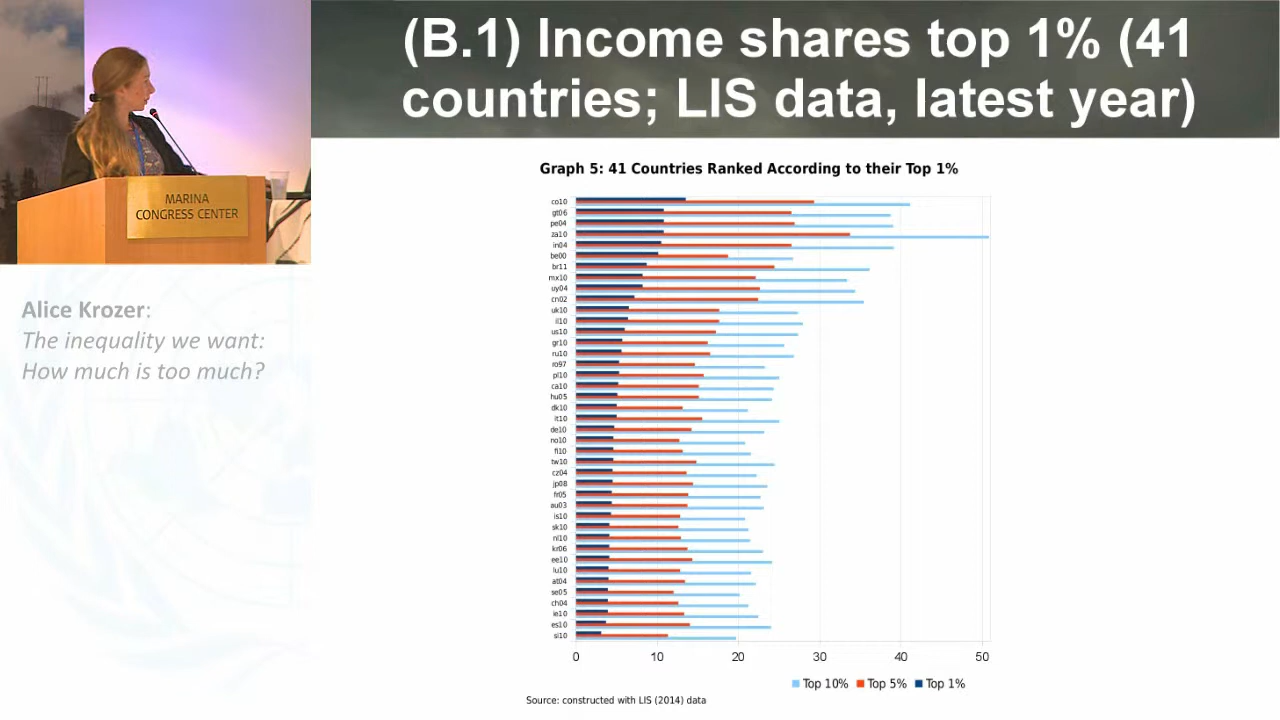 (B.1) Income shares top 1% (41
countries; LIS data, latest year)
MARINA
CONGRESS CENTER
Alice Krozer:
The inequality we want:
How much is too much?
Graph 5: 41 Countries Ranked According to their Top 1%
co10
gt06
pe04
za10
in04
be00
br11
mx10
uy04
cn02
uk10
il10
us10
gr10
ru10
ro97
pl10
ca10
hu05
dk10
it10
de10
no10
fi10
tw10
cz04
jp08
fr05
au03
is10
sk10
nl10
kr06
ee10
lu10
at04
se05
ch04
ie10
es10
si10
0 10 20 30 40 50
Top 10% Top 5% Top 1%
Source: constructed with LIS (2014) data